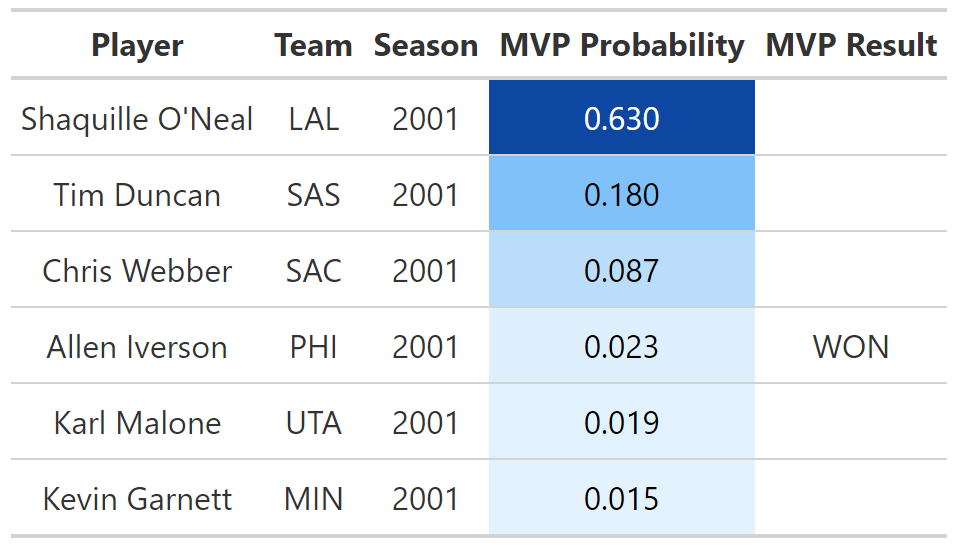 Player Team Season MVP Probability MVP Result
Shaquille O'Neal LAL 2001 0.630
Tim Duncan SAS 2001 0.180
Chris Webber SAC 2001 0.087
Allen Iverson PHI 2001 0.023 WON
Karl Malone UTA 2001 0.019
Kevin Garnett MIN 2001 0.015